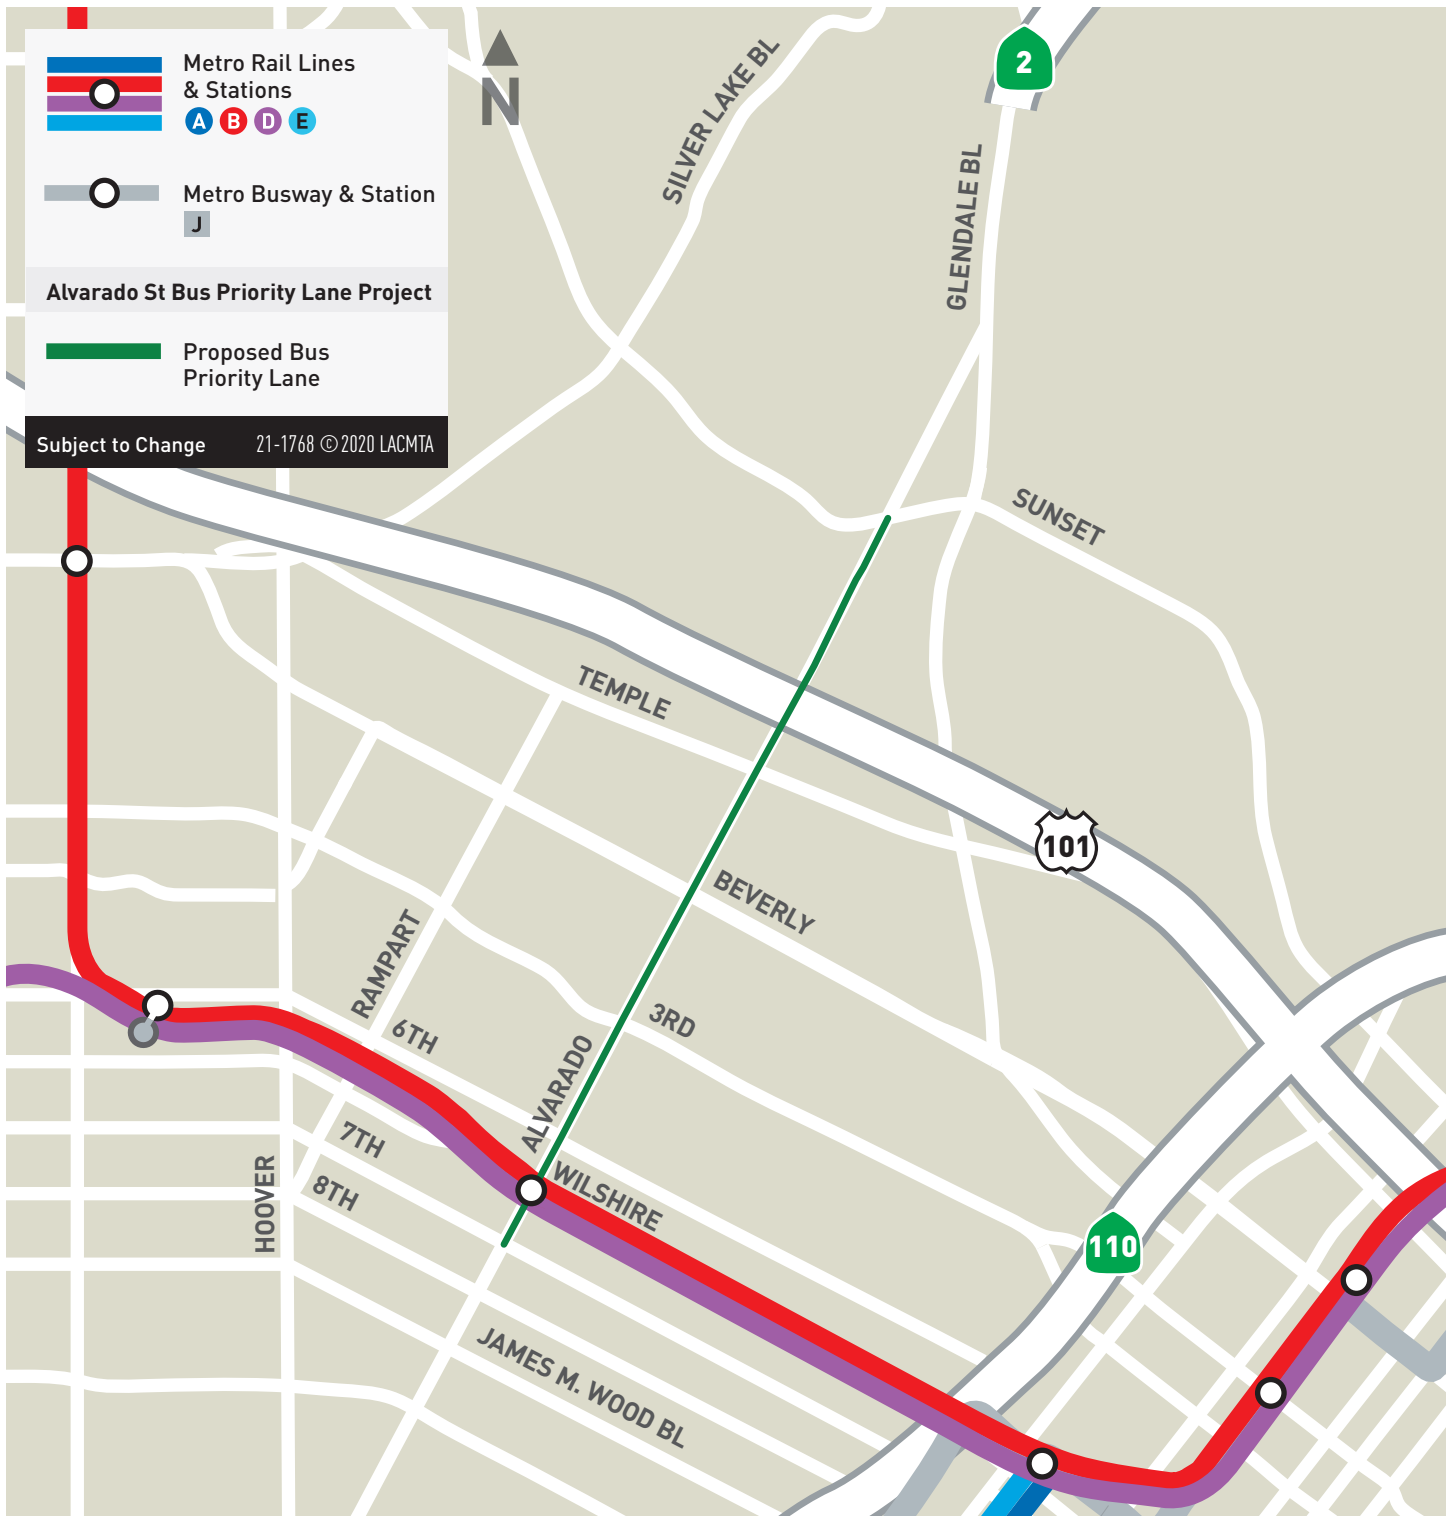 Metro Rail Lines
& Stations
A B D E
Metro Busway & Station
J
Alvarado St Bus Priority Lane Project
Proposed Bus
Priority Lane
Subject to Change 21-1768 © 2020 LACMTA
N
SILVER LAKE BL
2
GLENDALE BL
SUNSET
TEMPLE
101
BEVERLY
RAMPART
3RD
6TH
ALVARADO
7TH
WILSHIRE
8TH
HOOVER
110
JAMES M. WOOD BL